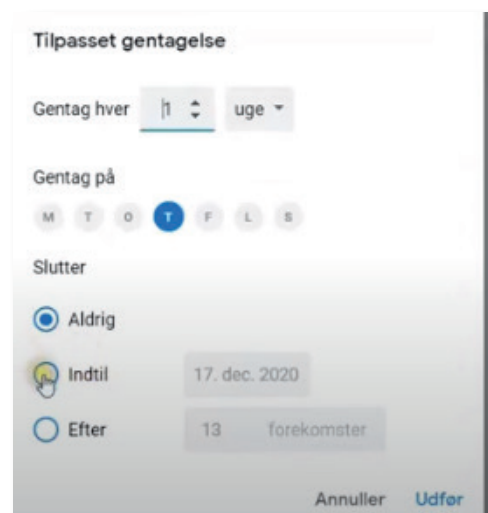 Tilpasset gentagelse
Gentag hver 1 uge
Gentag på
M T O T F L S
Slutter
Aldrig
Indtil 17. dec. 2020
Efter 13 forekomster
Annuller Udfør